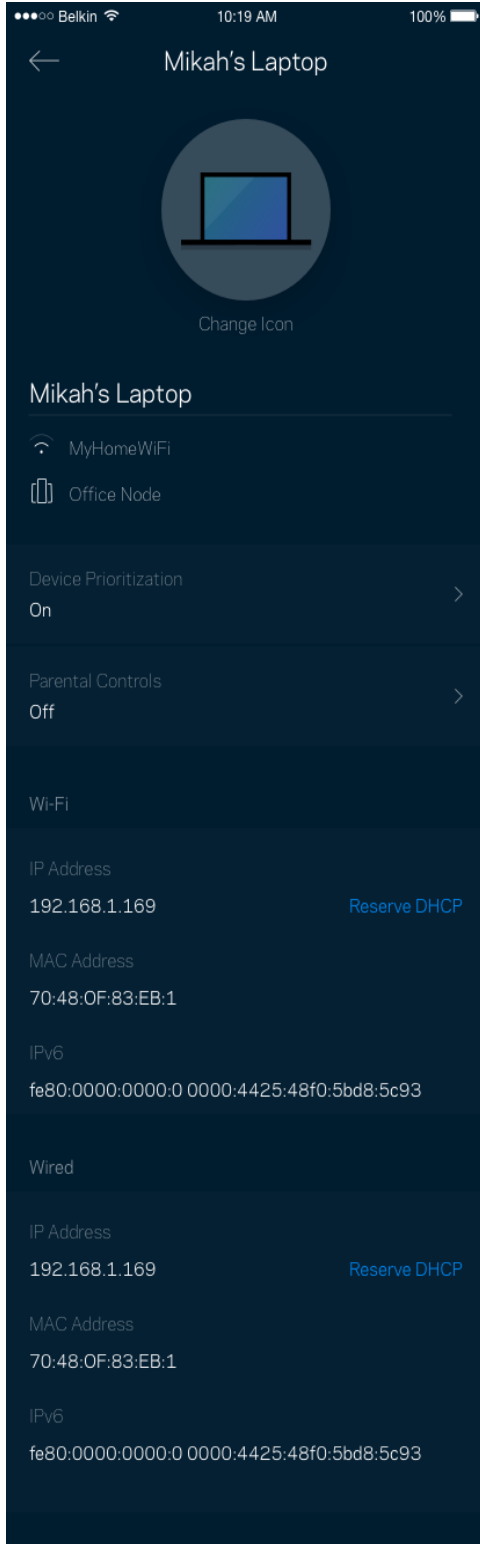 Belkin 10:19 AM 100%
Mikah's Laptop
Change Icon
Mikah's Laptop
MyHomeWiFi
Office Node
Device Prioritization
On
Parental Controls
Off
Wi-Fi
IP Address
192.168.1.169 Reserve DHCP
MAC Address
70:48:0F:83:EB:1
IPv6
fe80:0000:0000:0 0000:4425:48f0:5bd8:5c93
Wired
IP Address
192.168.1.169 Reserve DHCP
MAC Address
70:48:0F:83:EB:1
IPv6
fe80:0000:0000:0 0000:4425:48f0:5bd8:5c93